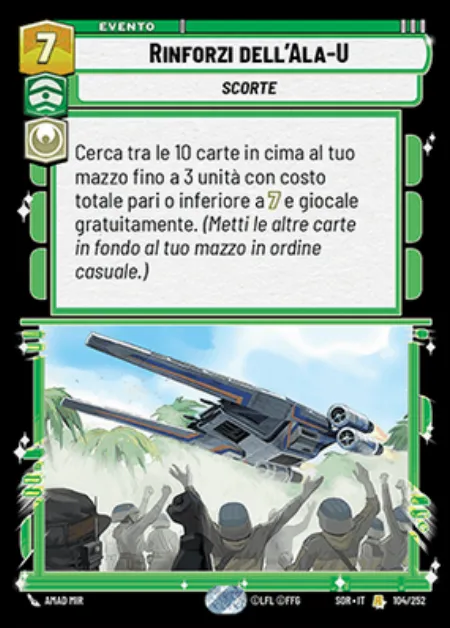 7
EVENTO
RINFORZI DELL'ALA-U
SCORTE
Cerca tra le 10 carte in cima al tuo
mazzo fino a 3 unità con costo
totale pari o inferiore a 7 e giocale
gratuitamente. (Metti le altre carte
in fondo al tuo mazzo in ordine
casuale.)
AMAD MIR
©LFL ©FFG
SOR • IT
104/252